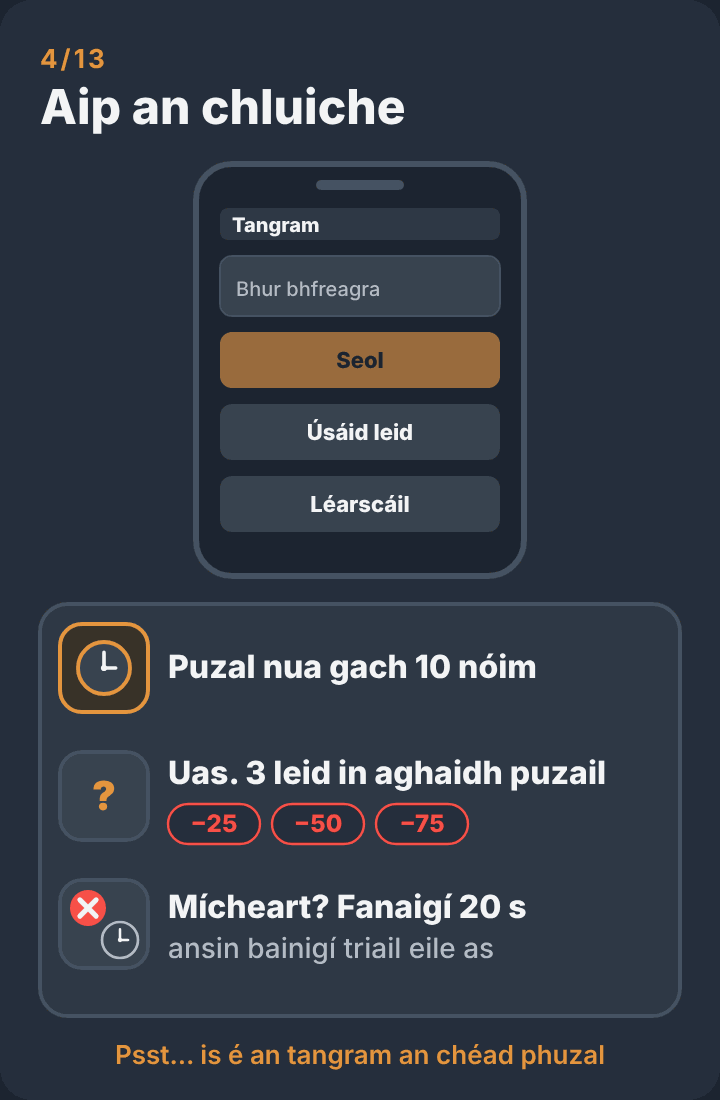 4/13
Aip an chluiche
Tangram
Bhur bhfreagra
Seol
Úsáid leid
Léarscáil
Puzal nua gach 10 nóim
?
Uas. 3 leid in aghaidh puzail
−25 −50 −75
Mícheart? Fanaigí 20 s
ansin bainigí triail eile as
Psst... is é an tangram an chéad phuzal